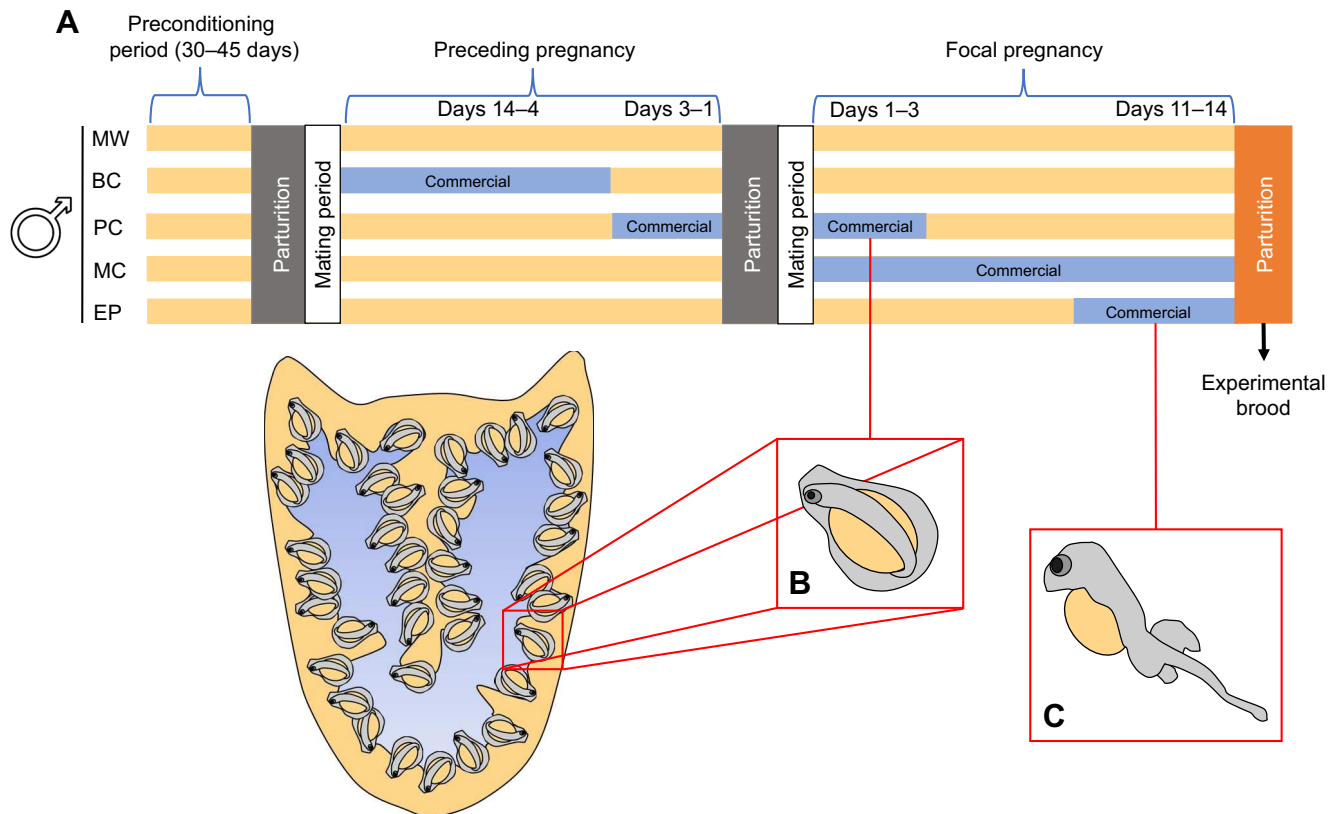 A
Preconditioning
period (30–45 days)
Preceding pregnancy
Focal pregnancy
Days 14–4
Days 3–1
Days 1–3
Days 11–14
MW
BC
Commercial
PC
Commercial
Commercial
MC
Commercial
EP
Commercial
Parturition
Mating period
Parturition
Mating period
Parturition
Experimental
brood
B
C